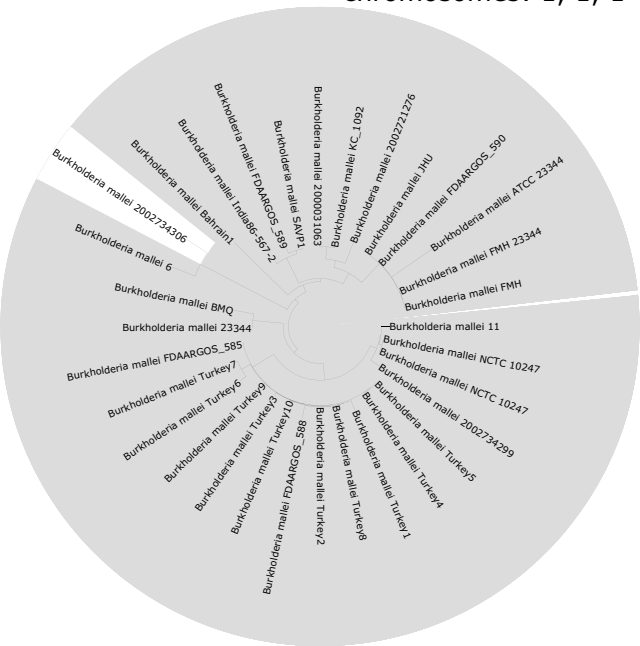 Burkholderia mallei 2000031063
Burkholderia mallei KC_1092
Burkholderia mallei 2002721276
Burkholderia mallei JHU
Burkholderia mallei FDAARGOS_590
Burkholderia mallei ATCC 23344
Burkholderia mallei FMH 23344
Burkholderia mallei FMH
Burkholderia mallei 11
Burkholderia mallei NCTC 10247
Burkholderia mallei NCTC 10247
Burkholderia mallei 2002734299
Burkholderia mallei Turkey5
Burkholderia mallei Turkey4
Burkholderia mallei Turkey1
Burkholderia mallei Turkey8
Burkholderia mallei Turkey2
Burkholderia mallei FDAARGOS_588
Burkholderia mallei Turkey10
Burkholderia mallei Turkey3
Burkholderia mallei Turkey9
Burkholderia mallei Turkey6
Burkholderia mallei Turkey7
Burkholderia mallei FDAARGOS_585
Burkholderia mallei 23344
Burkholderia mallei BMQ
Burkholderia mallei 6
Burkholderia mallei 2002734306
Burkholderia mallei Bahrain1
Burkholderia mallei India86-567-2
Burkholderia mallei FDAARGOS_589
Burkholderia mallei SAVP1